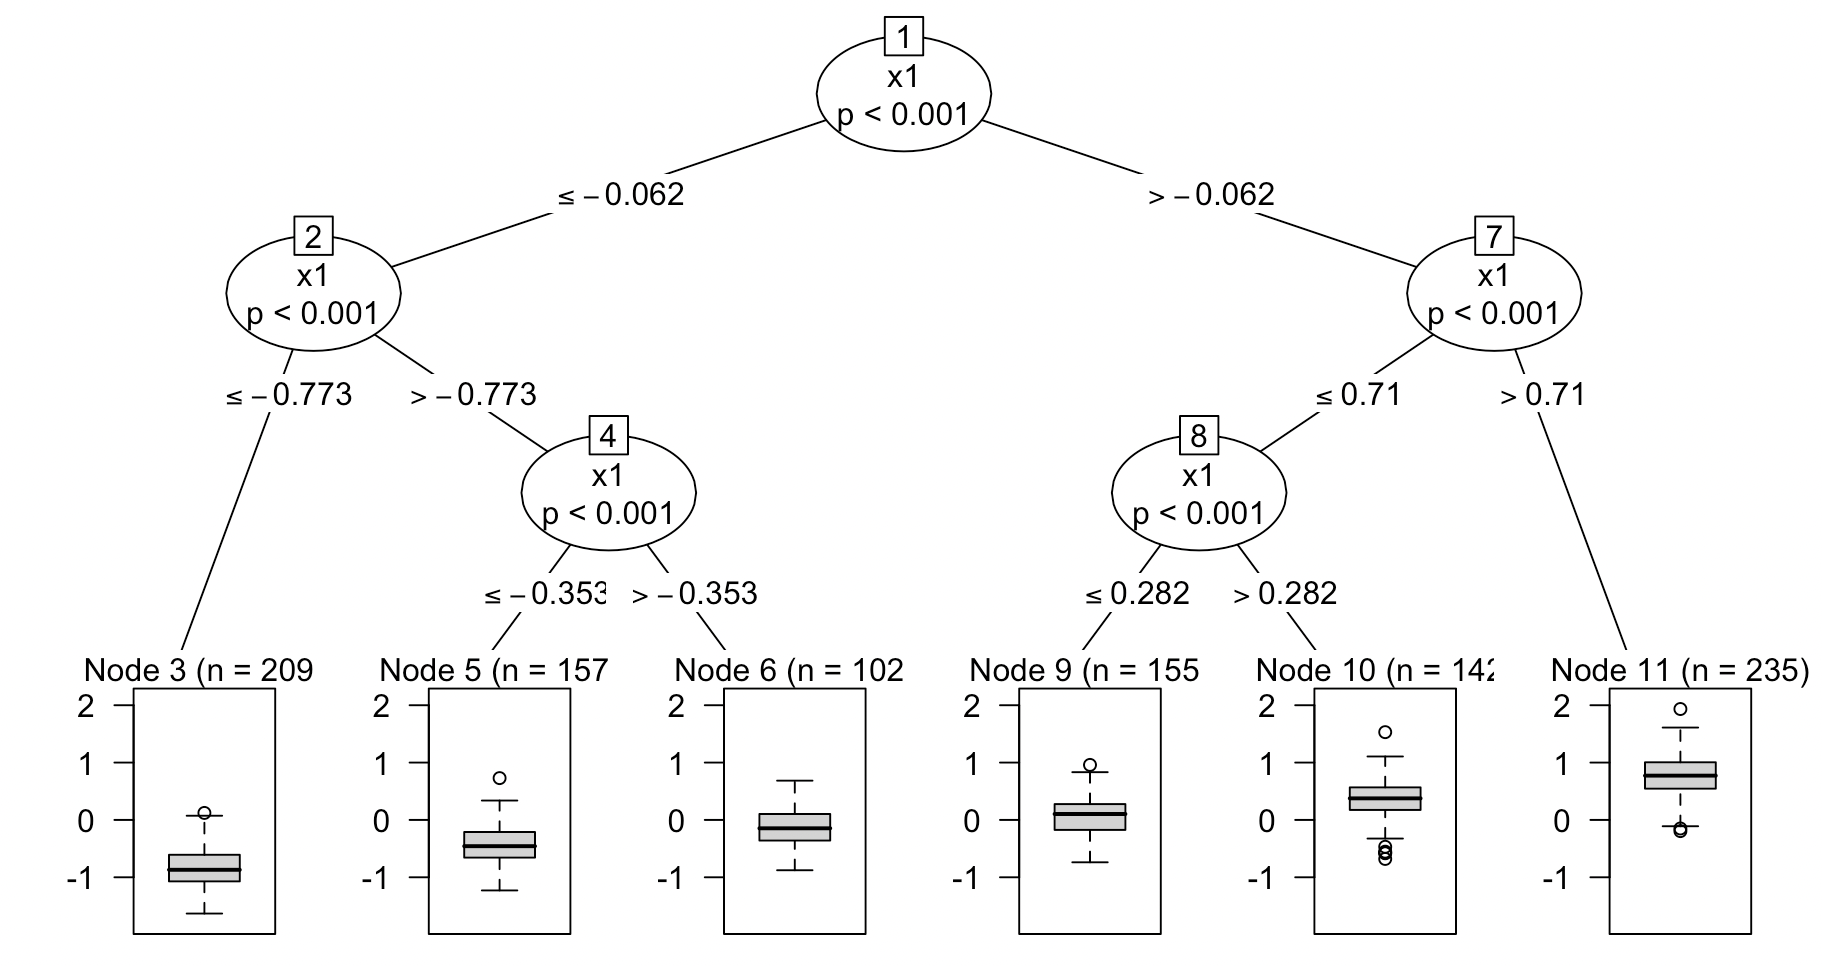 1
x1
p < 0.001
≤ −0.062
> −0.062
2
x1
p < 0.001
7
x1
p < 0.001
≤ −0.773
> −0.773
≤ 0.71
> 0.71
4
x1
p < 0.001
8
x1
p < 0.001
≤ −0.353
> −0.353
≤ 0.282
> 0.282
Node 3 (n = 209
2
1
0
-1
Node 5 (n = 157
2
1
0
-1
Node 6 (n = 102
2
1
0
-1
Node 9 (n = 155
2
1
0
-1
Node 10 (n = 142
2
1
0
-1
Node 11 (n = 235)
2
1
0
-1